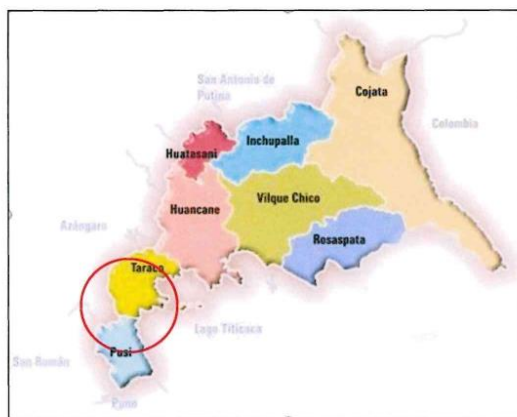 Cojata
San Antonio de
Putina
Colombia
Inchupalla
Huatasani
Vilque Chico
Huancane
Azángaro
Rosaspata
Taraco
Lago Titicaca
Pusi
San Román
Puno